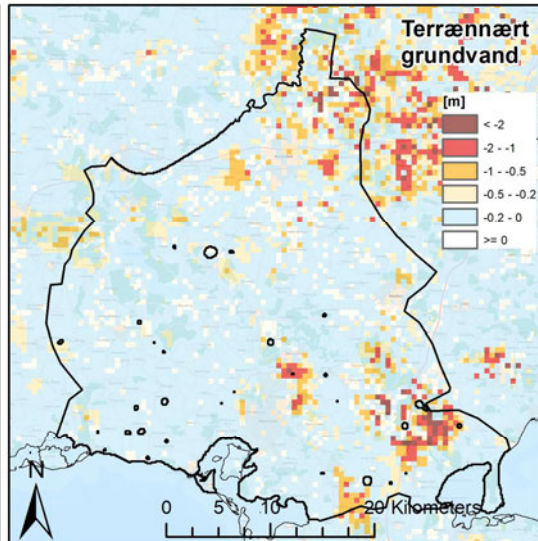 Terrænnært
grundvand
[m]
< -2
-2 - -1
-1 - -0.5
-0.5 - -0.2
-0.2 - 0
>= 0
N
0 5 10 20 Kilometers